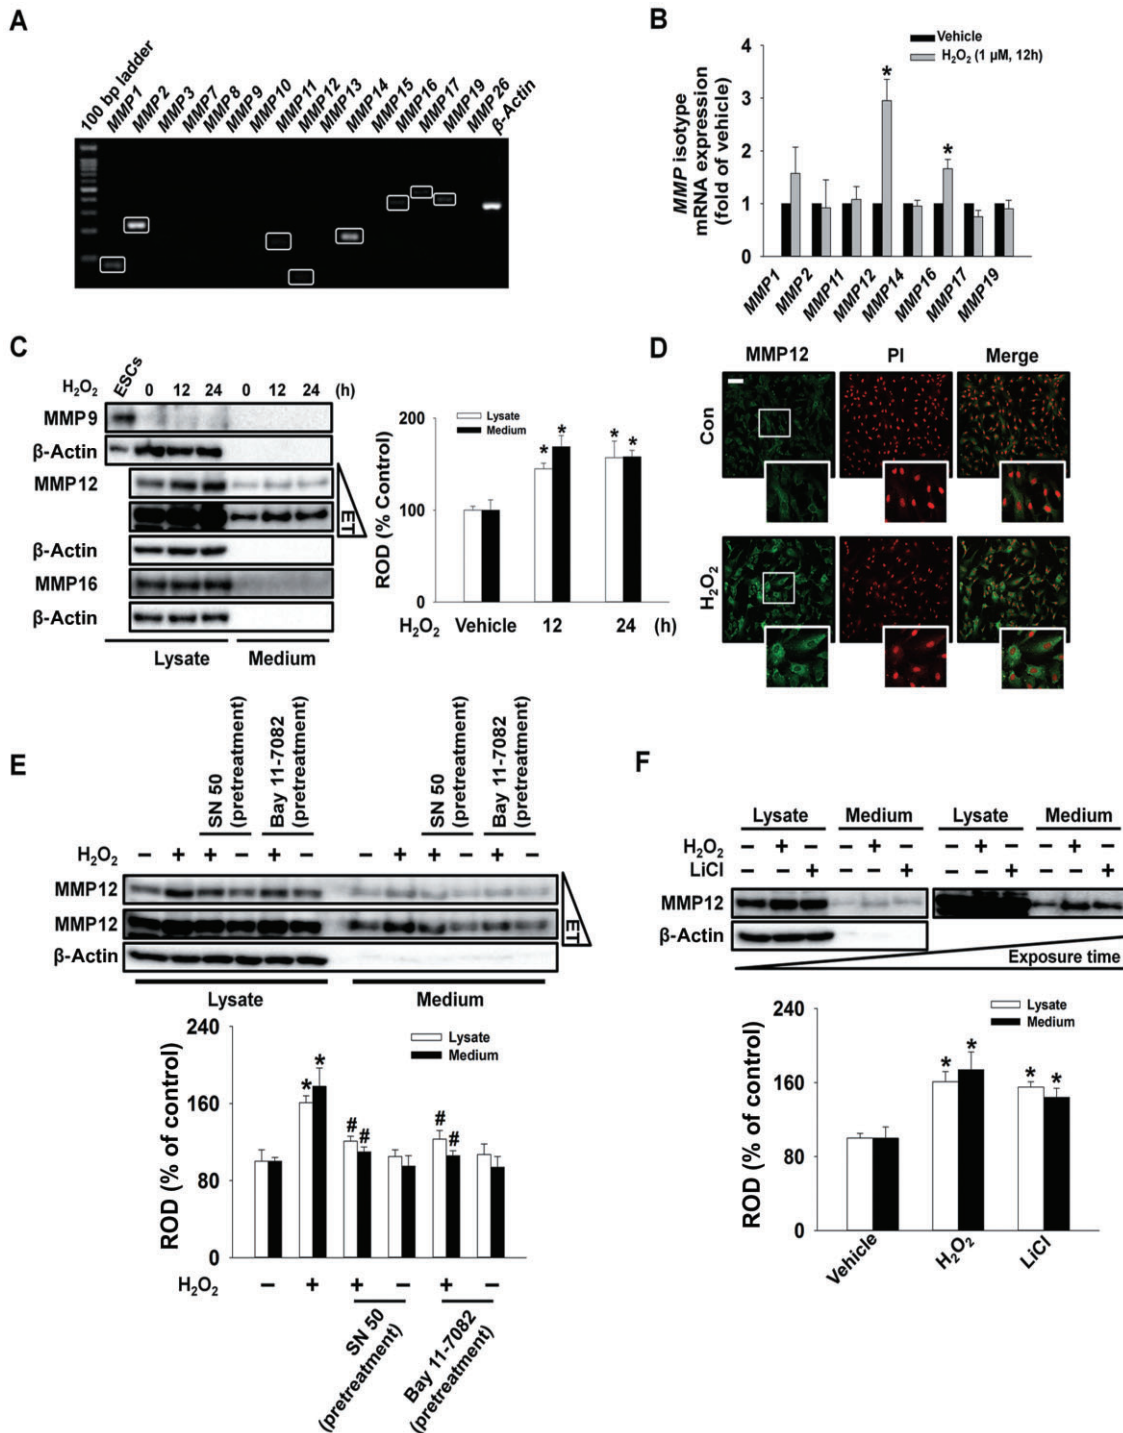 A
100 bp ladder
MMP1
MMP2
MMP3
MMP7
MMP8
MMP9
MMP10
MMP11
MMP12
MMP13
MMP14
MMP15
MMP16
MMP17
MMP19
MMP26
β-Actin
B
Vehicle
H₂O₂ (1 μM, 12h)
MMP isotype
mRNA expression
(fold of vehicle)
4
3
2
1
0
*
*
MMP1
MMP2
MMP11
MMP12
MMP14
MMP16
MMP17
MMP19
C
ESCs
H₂O₂ 0 12 24 0 12 24 (h)
MMP9
β-Actin
MMP12
ET
β-Actin
MMP16
β-Actin
Lysate Medium
Lysate
Medium
ROD (% Control)
200
100
0
* * * *
H₂O₂ Vehicle 12 24 (h)
D
MMP12 PI Merge
Con
H₂O₂
E
SN 50
(pretreatment)
Bay 11-7082
(pretreatment)
SN 50
(pretreatment)
Bay 11-7082
(pretreatment)
H₂O₂ − + + − + − − + + − + −
MMP12
MMP12
ET
β-Actin
Lysate Medium
Lysate
Medium
ROD (% of control)
240
160
80
0
* * # # # #
H₂O₂ − + + − + −
SN 50
(pretreatment)
Bay 11-7082
(pretreatment)
F
Lysate Medium Lysate Medium
H₂O₂ − + − − + − − + − − + −
LiCl − − + − − + − − + − − +
MMP12
β-Actin
Exposure time
Lysate
Medium
ROD (% of control)
240
160
80
0
* * * *
Vehicle
H₂O₂
LiCl